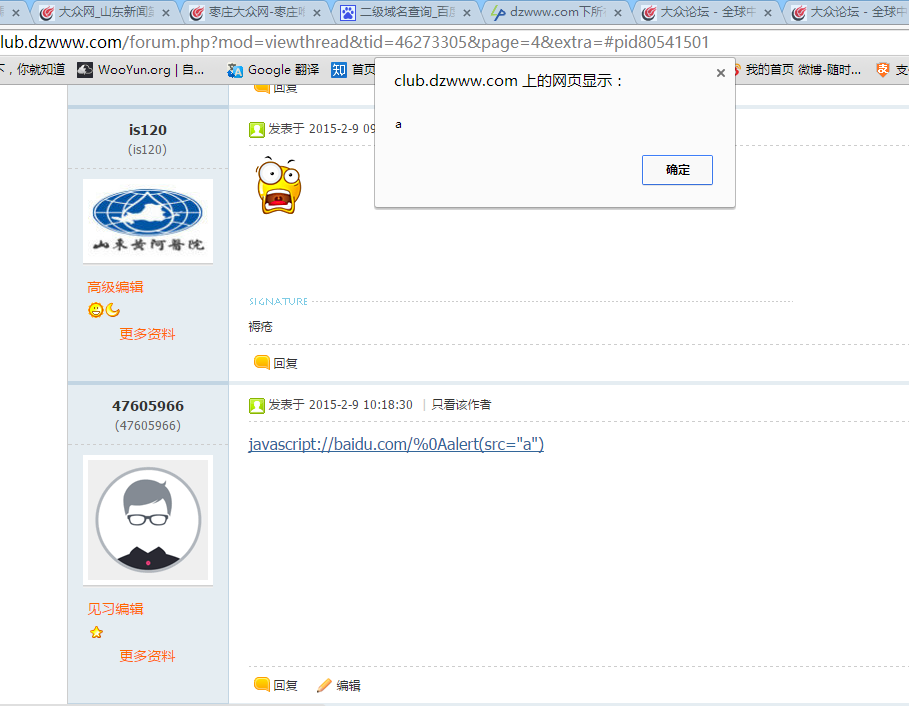 大众网_山东新闻
枣庄大众网-枣庄
二级域名查询_百度
dzwww.com下所
大众论坛 - 全球
大众论坛 - 全球中
lub.dzwww.com/forum.php?mod=viewthread&tid=46273305&page=4&extra=#pid80541501
下，你就知道
WooYun.org | 自...
Google 翻译
知 首页
我的首页 微博-随时...
支
club.dzwww.com 上的网页显示：
a
确定
回复
is120
(is120)
发表于 2015-2-9 09
山东黄河医院
高级编辑
更多资料
SIGNATURE
褥疮
回复
47605966
(47605966)
发表于 2015-2-9 10:18:30
只看该作者
javascript://baidu.com/%0Aalert(src="a")
见习编辑
更多资料
回复
编辑